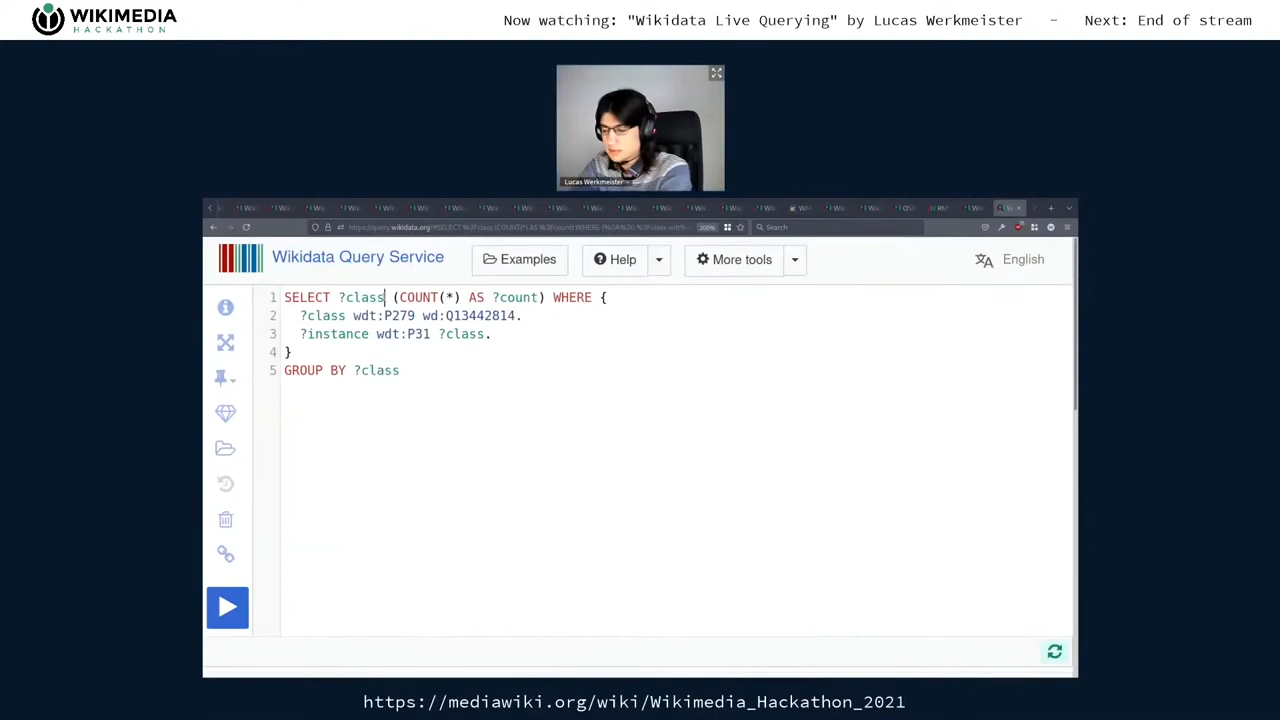 WIKIMEDIA
HACKATHON
Now watching: "Wikidata Live Querying" by Lucas Werkmeister - Next: End of stream
Lucas Werkmeister
200%
Search
Wikidata Query Service
Examples
Help
More tools
English
1 SELECT ?class (COUNT(*) AS ?count) WHERE {
2 ?class wdt:P279 wd:Q13442814.
3 ?instance wdt:P31 ?class.
4 }
5 GROUP BY ?class
https://mediawiki.org/wiki/Wikimedia_Hackathon_2021